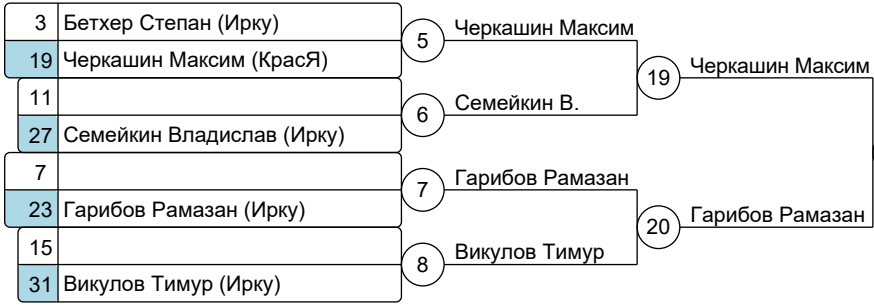 3 Бетхер Степан (Ирку)
19 Черкашин Максим (КрасЯ)
5 Черкашин Максим
11
27 Семейкин Владислав (Ирку)
6 Семейкин В.
19 Черкашин Максим
7
23 Гарибов Рамазан (Ирку)
7 Гарибов Рамазан
15
31 Викулов Тимур (Ирку)
8 Викулов Тимур
20 Гарибов Рамазан